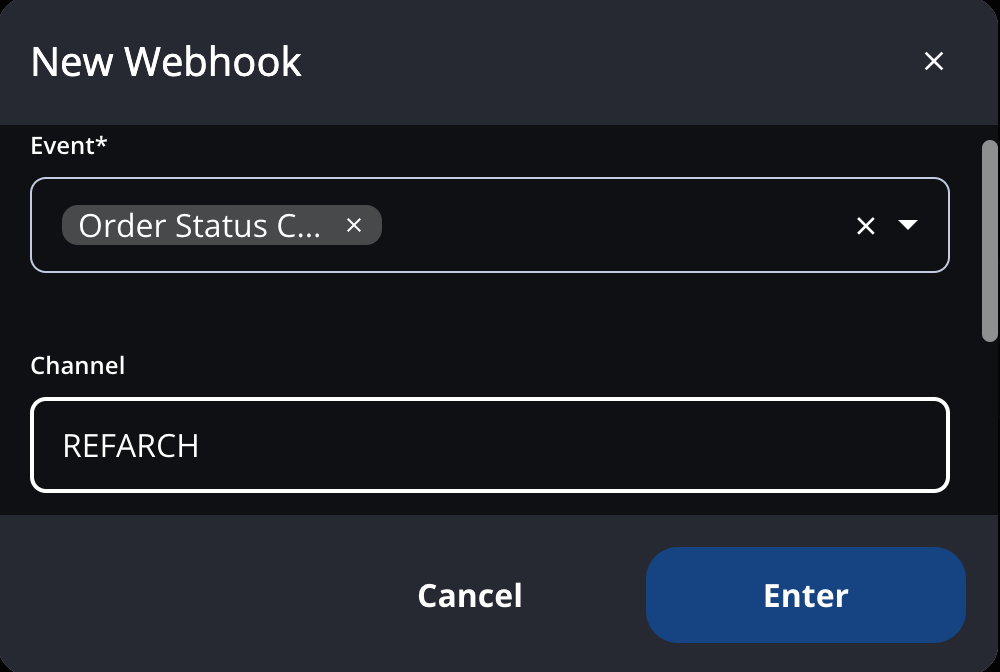 New Webhook
Event*
Order Status C...
Channel
REFARCH
Cancel
Enter